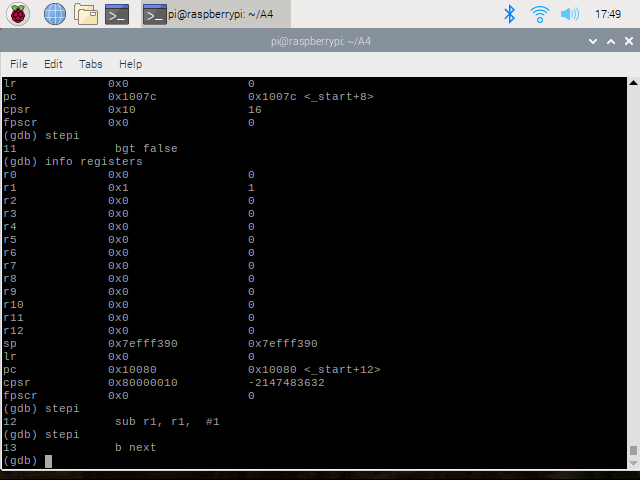 pi@raspberrypi: ~/A4 17:49
pi@raspberrypi: ~/A4
File Edit Tabs Help
lr 0x0 0
pc 0x1007c 0x1007c <_start+8>
cpsr 0x10 16
fpscr 0x0 0
(gdb) stepi
11 bgt false
(gdb) info registers
r0 0x0 0
r1 0x1 1
r2 0x0 0
r3 0x0 0
r4 0x0 0
r5 0x0 0
r6 0x0 0
r7 0x0 0
r8 0x0 0
r9 0x0 0
r10 0x0 0
r11 0x0 0
r12 0x0 0
sp 0x7efff390 0x7efff390
lr 0x0 0
pc 0x10080 0x10080 <_start+12>
cpsr 0x80000010 -2147483632
fpscr 0x0 0
(gdb) stepi
12 sub r1, r1, #1
(gdb) stepi
13 b next
(gdb)